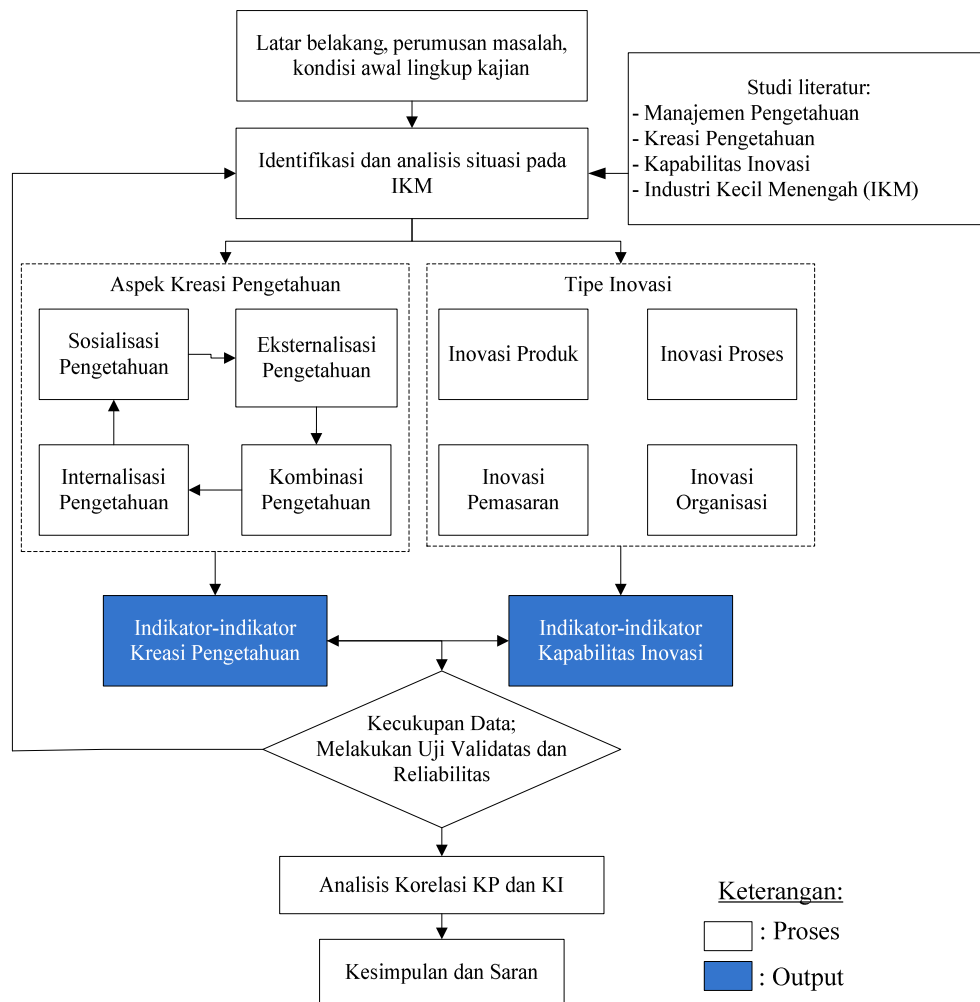 Latar belakang, perumusan masalah,
kondisi awal lingkup kajian
Studi literatur:
- Manajemen Pengetahuan
- Kreasi Pengetahuan
- Kapabilitas Inovasi
- Industri Kecil Menengah (IKM)
Identifikasi dan analisis situasi pada
IKM
Aspek Kreasi Pengetahuan
Sosialisasi
Pengetahuan
Eksternalisasi
Pengetahuan
Internalisasi
Pengetahuan
Kombinasi
Pengetahuan
Tipe Inovasi
Inovasi Produk
Inovasi Proses
Inovasi
Pemasaran
Inovasi
Organisasi
Indikator-indikator
Kreasi Pengetahuan
Indikator-indikator
Kapabilitas Inovasi
Kecukupan Data;
Melakukan Uji Validatas dan
Reliabilitas
Analisis Korelasi KP dan KI
Kesimpulan dan Saran
Keterangan:
: Proses
: Output